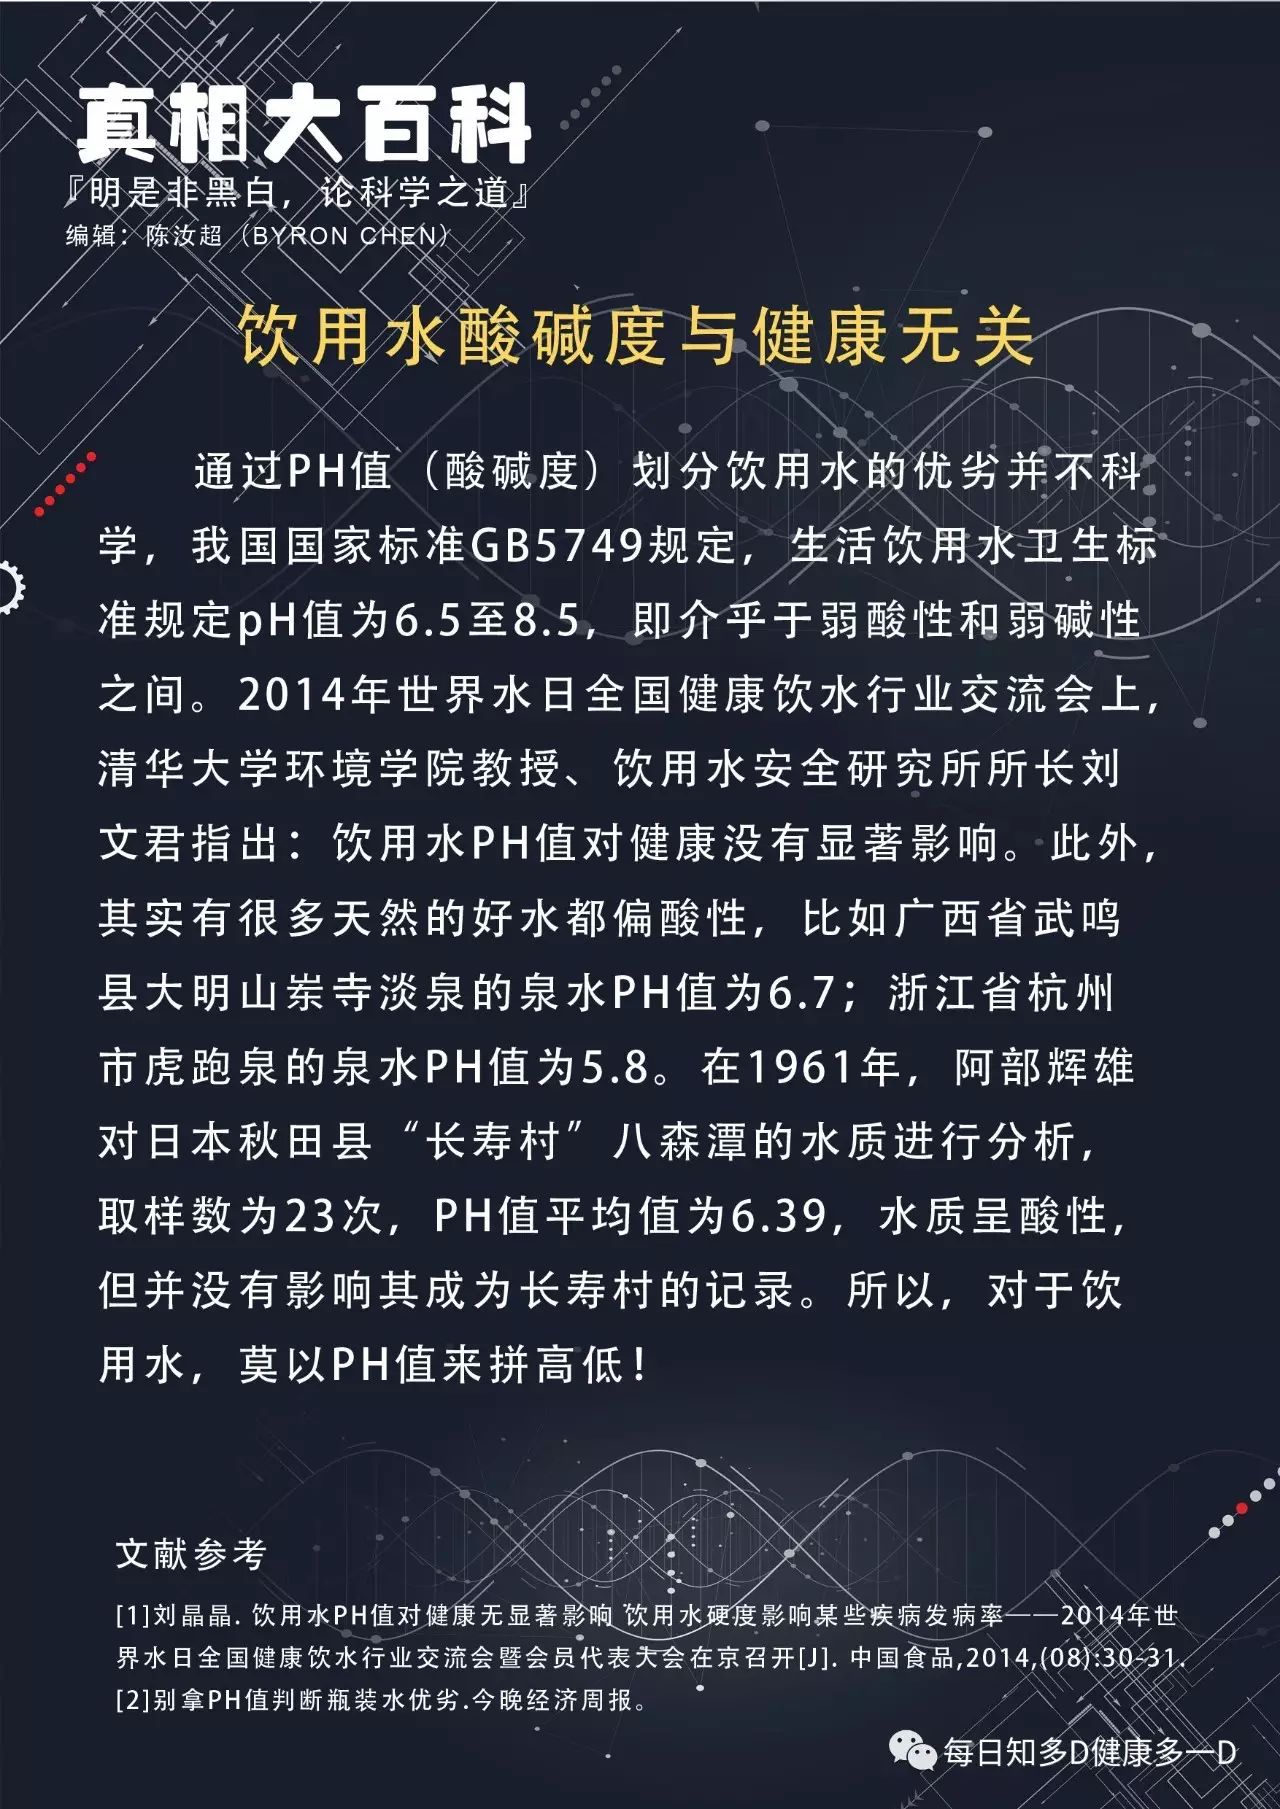 真相大百科
『明是非黑白，论科学之道』
编辑：陈汝超（BYRON CHEN）
饮用水酸碱度与健康无关
通过PH值（酸碱度）划分饮用水的优劣并不科
学，我国国家标准GB5749规定，生活饮用水卫生标
准规定pH值为6.5至8.5，即介乎于弱酸性和弱碱性
之间。2014年世界水日全国健康饮水行业交流会上，
清华大学环境学院教授、饮用水安全研究所所长刘
文君指出：饮用水PH值对健康没有显著影响。此外，
其实有很多天然的好水都偏酸性，比如广西省武鸣
县大明山岽寺淡泉的泉水PH值为6.7；浙江省杭州
市虎跑泉的泉水PH值为5.8。在1961年，阿部辉雄
对日本秋田县“长寿村”八森潭的水质进行分析，
取样数为23次，PH值平均值为6.39，水质呈酸性，
但并没有影响其成为长寿村的记录。所以，对于饮
用水，莫以PH值来拼高低！
文献参考
[1]刘晶晶. 饮用水PH值对健康无显著影响 饮用水硬度影响某些疾病发病率——2014年世
界水日全国健康饮水行业交流会暨会员代表大会在京召开[J]. 中国食品,2014,(08):30-31.
[2]别拿PH值判断瓶装水优劣.今晚经济周报。
每日知多D健康多一D